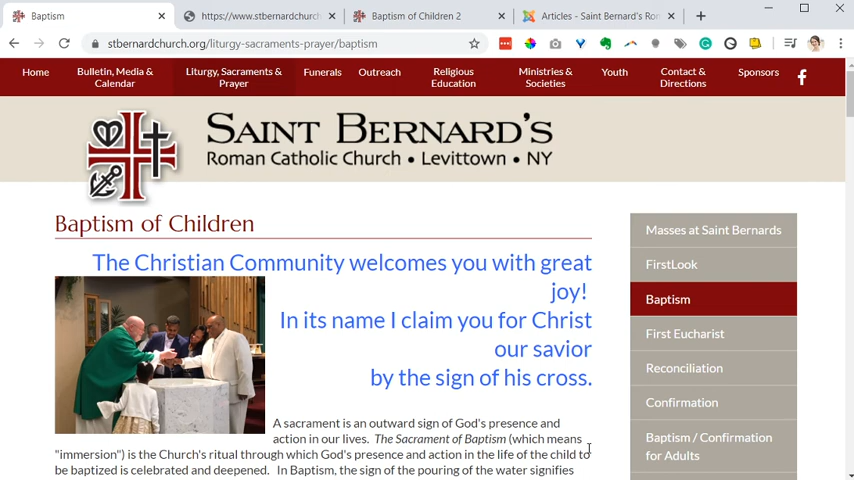 Baptism
https://www.stbernardchurch
Baptism of Children 2
Articles - Saint Bernard's Ro
stbernardchurch.org/liturgy-sacraments-prayer/baptism
Home
Bulletin, Media &
Calendar
Liturgy, Sacraments &
Prayer
Funerals
Outreach
Religious
Education
Ministries &
Societies
Youth
Contact &
Directions
Sponsors
SAINT BERNARD'S
Roman Catholic Church • Levittown • NY
Baptism of Children
The Christian Community welcomes you with great
joy!
In its name I claim you for Christ
our savior
by the sign of his cross.
A sacrament is an outward sign of God's presence and
action in our lives. The Sacrament of Baptism (which means
"immersion") is the Church's ritual through which God's presence and action in the life of the child to
be baptized is celebrated and deepened. In Baptism, the sign of the pouring of the water signifies
Masses at Saint Bernards
FirstLook
Baptism
First Eucharist
Reconciliation
Confirmation
Baptism / Confirmation
for Adults